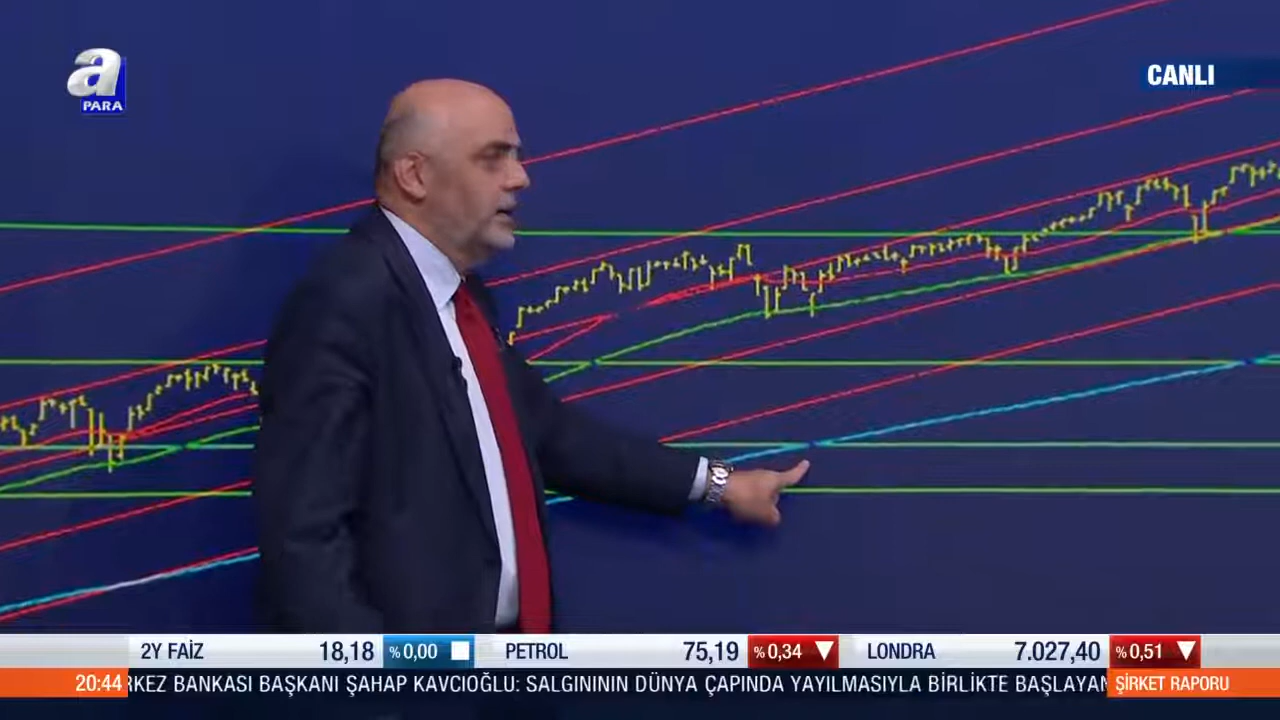 a
PARA
CANLI
2Y FAİZ 18,18 %0,00 PETROL 75,19 %0,34 LONDRA 7.027,40 %0,51
20:44 RKEZ BANKASI BAŞKANI ŞAHAP KAVCIOĞLU: SALGINININ DÜNYA ÇAPINDA YAYILMASIYLA BİRLİKTE BAŞLAYAN ŞİRKET RAPORU